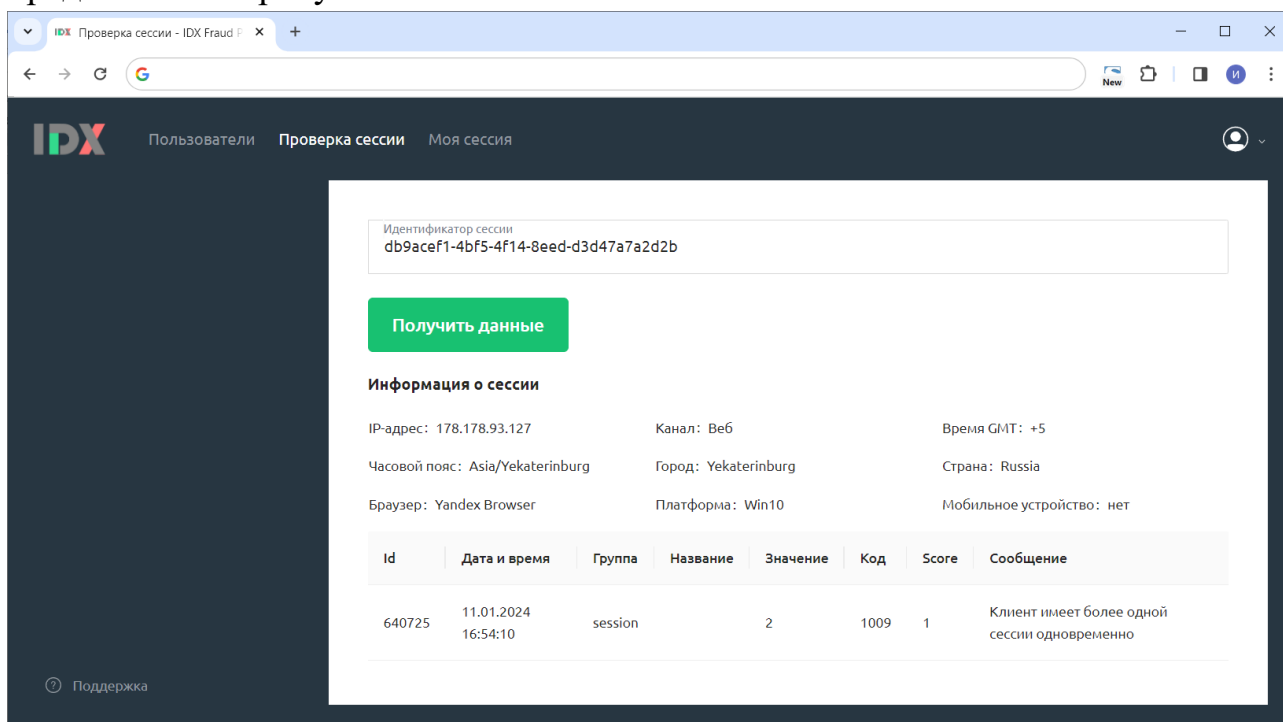 Проверка сессии - IDX Fraud P
New
И
IDX
Пользователи Проверка сессии Моя сессия
Идентификатор сессии
db9acef1-4bf5-4f14-8eed-d3d47a7a2d2b
Получить данные
Информация о сессии
IP-адрес: 178.178.93.127 Канал: Веб Время GMT: +5
Часовой пояс: Asia/Yekaterinburg Город: Yekaterinburg Страна: Russia
Браузер: Yandex Browser Платформа: Win10 Мобильное устройство: нет
Id Дата и время Группа Название Значение Код Score Сообщение
640725 11.01.2024 16:54:10 session 2 1009 1 Клиент имеет более одной сессии одновременно
Поддержка